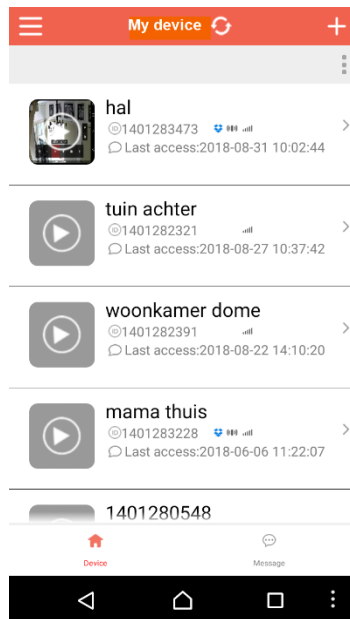 My device
hal
1401283473
Last access:2018-08-31 10:02:44
tuin achter
1401282321
Last access:2018-08-27 10:37:42
woonkamer dome
1401282391
Last access:2018-08-22 14:10:20
mama thuis
1401283228
Last access:2018-06-06 11:22:07
1401280548
Device
Message